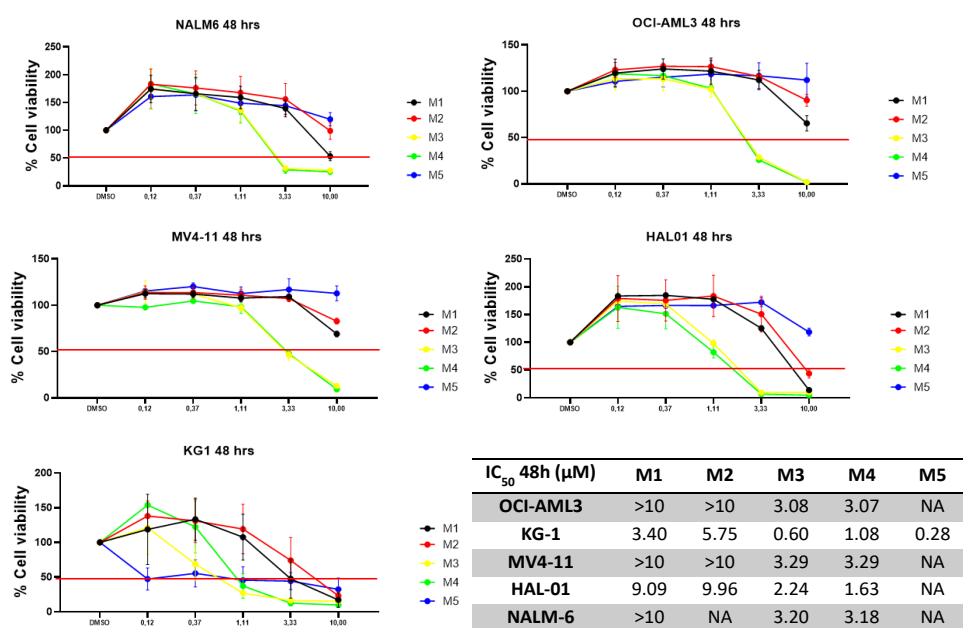 NALM6 48 hrs
% Cell viability
250
200
150
100
50
0
DMSO 0,12 0,37 1,11 3,33 10,00
M1
M2
M3
M4
M5
OCI-AML3 48 hrs
% Cell viability
150
100
50
0
DMSO 0,12 0,37 1,11 3,33 10,00
M1
M2
M3
M4
M5
MV4-11 48 hrs
% Cell viability
150
100
50
0
DMSO 0,12 0,37 1,11 3,33 10,00
M1
M2
M3
M4
M5
HAL01 48 hrs
% Cell viability
250
200
150
100
50
0
DMSO 0,12 0,37 1,11 3,33 10,00
M1
M2
M3
M4
M5
KG1 48 hrs
% Cell viability
200
150
100
50
0
DMSO 0,12 0,37 1,11 3,33 10,00
M1
M2
M3
M4
M5
IC50 48h (µM) M1 M2 M3 M4 M5
OCI-AML3 >10 >10 3.08 3.07 NA
KG-1 3.40 5.75 0.60 1.08 0.28
MV4-11 >10 >10 3.29 3.29 NA
HAL-01 9.09 9.96 2.24 1.63 NA
NALM-6 >10 NA 3.20 3.18 NA